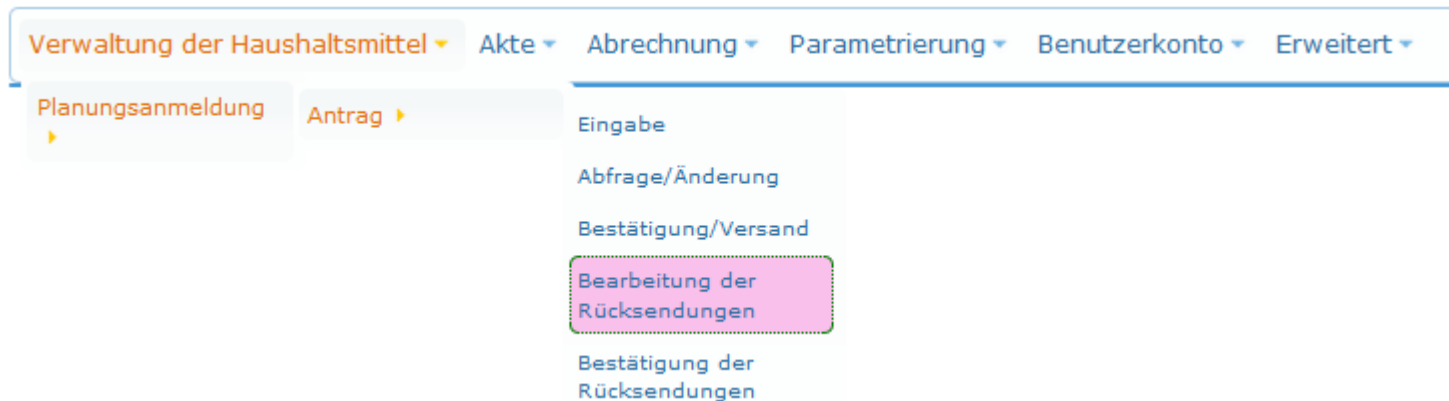 Verwaltung der Haushaltsmittel Akte Abrechnung Parametrierung Benutzerkonto Erweitert
Planungsanmeldung
Antrag
Eingabe
Abfrage/Änderung
Bestätigung/Versand
Bearbeitung der
Rücksendungen
Bestätigung der
Rücksendungen